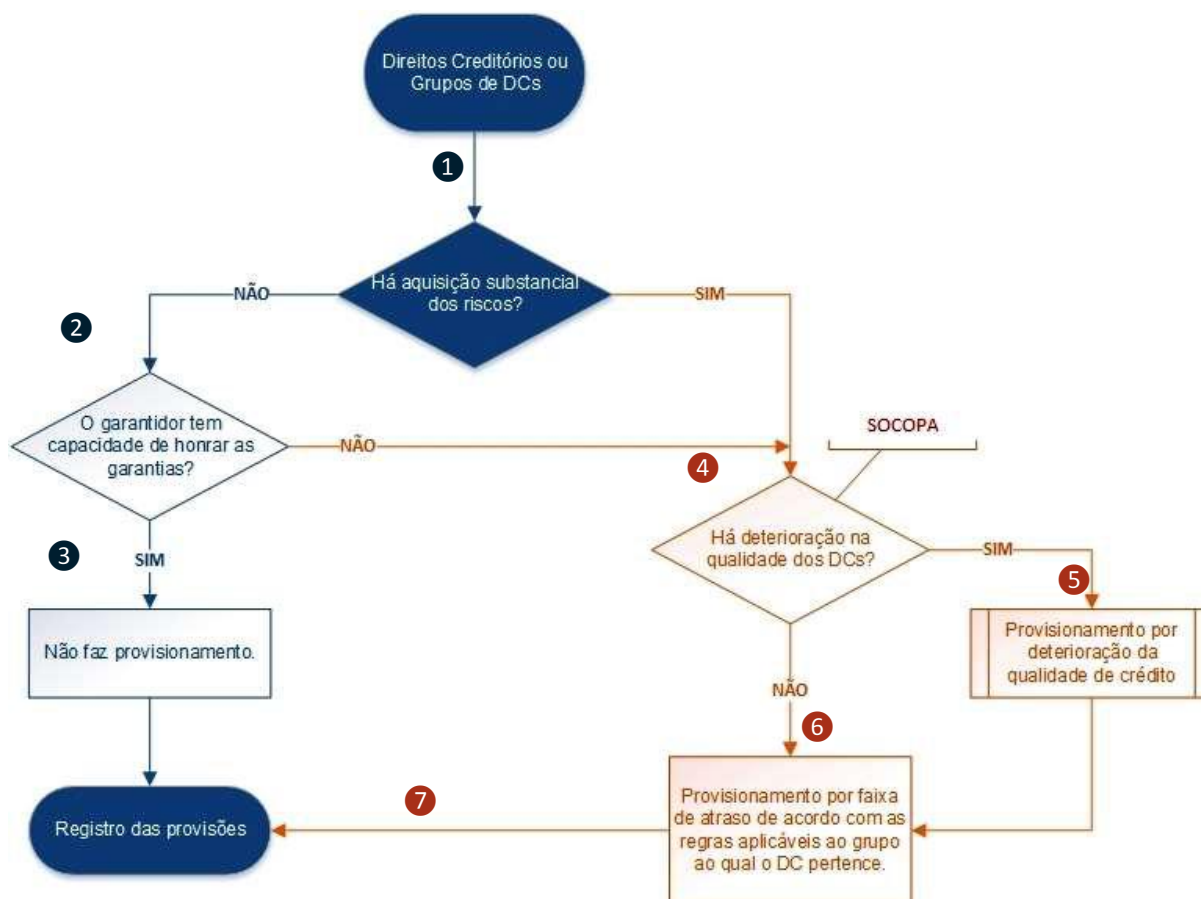 Direitos Creditórios ou
Grupos de DCs
1
Há aquisição substancial
dos riscos?
NÃO
SIM
2
O garantidor tem
capacidade de honrar as
garantias?
NÃO
4
SOCOPA
Há deterioração na
qualidade dos DCs?
SIM
5
3
SIM
Não faz provisionamento.
Provisionamento por
deterioração da
qualidade de crédito
NÃO
6
Provisionamento por faixa
de atraso de acordo com as
regras aplicáveis ao grupo
ao qual o DC pertence.
7
Registro das provisões